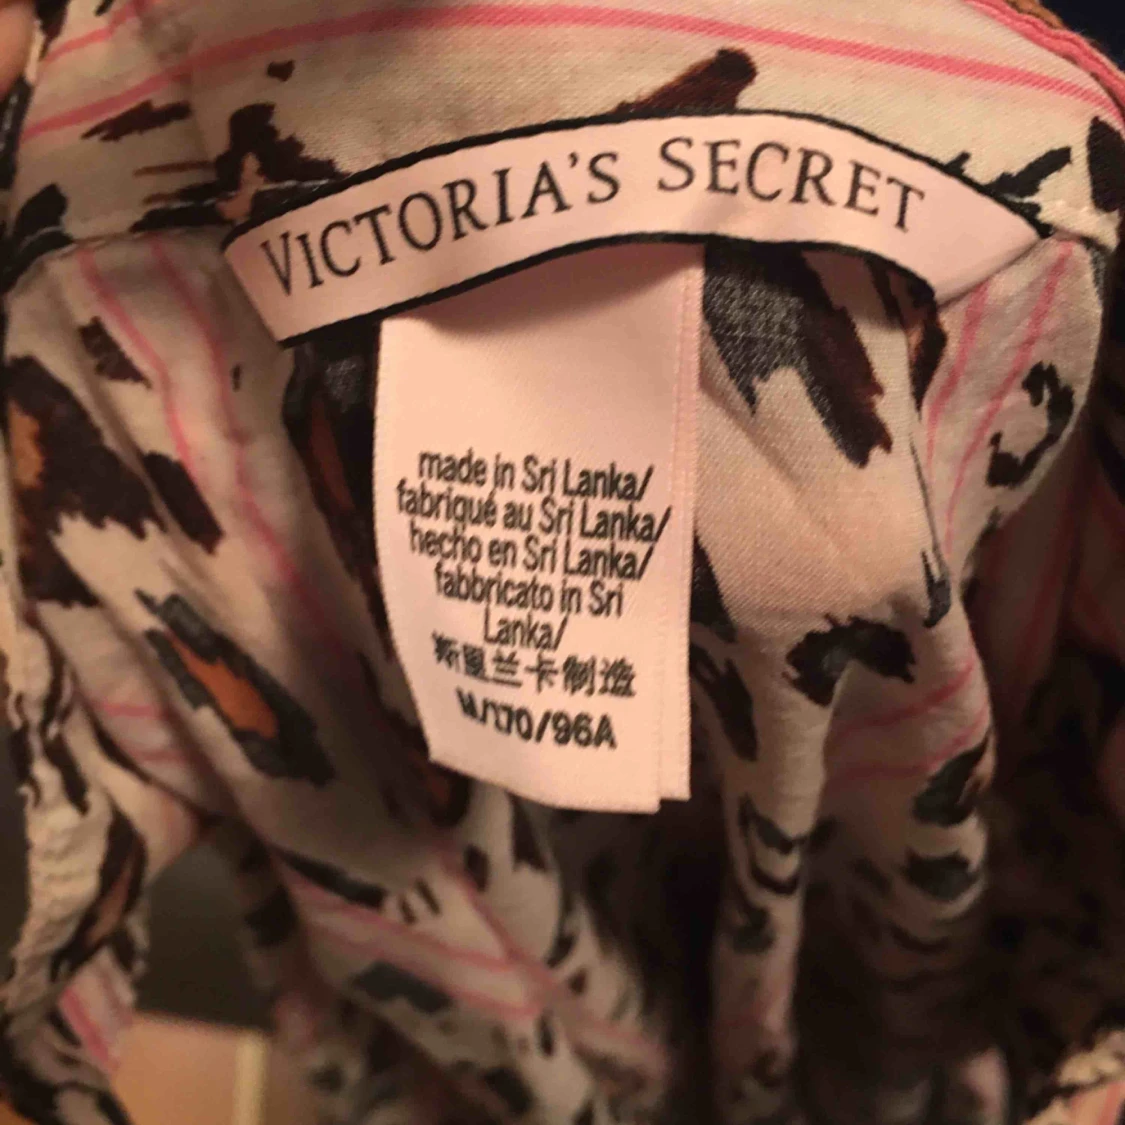 VICTORIA'S SECRET
made in Sri Lanka/
fabriqué au Sri Lanka/
hecho en Sri Lanka/
fabbricato in Sri
Lanka/
斯里兰卡制造
M/170/96A